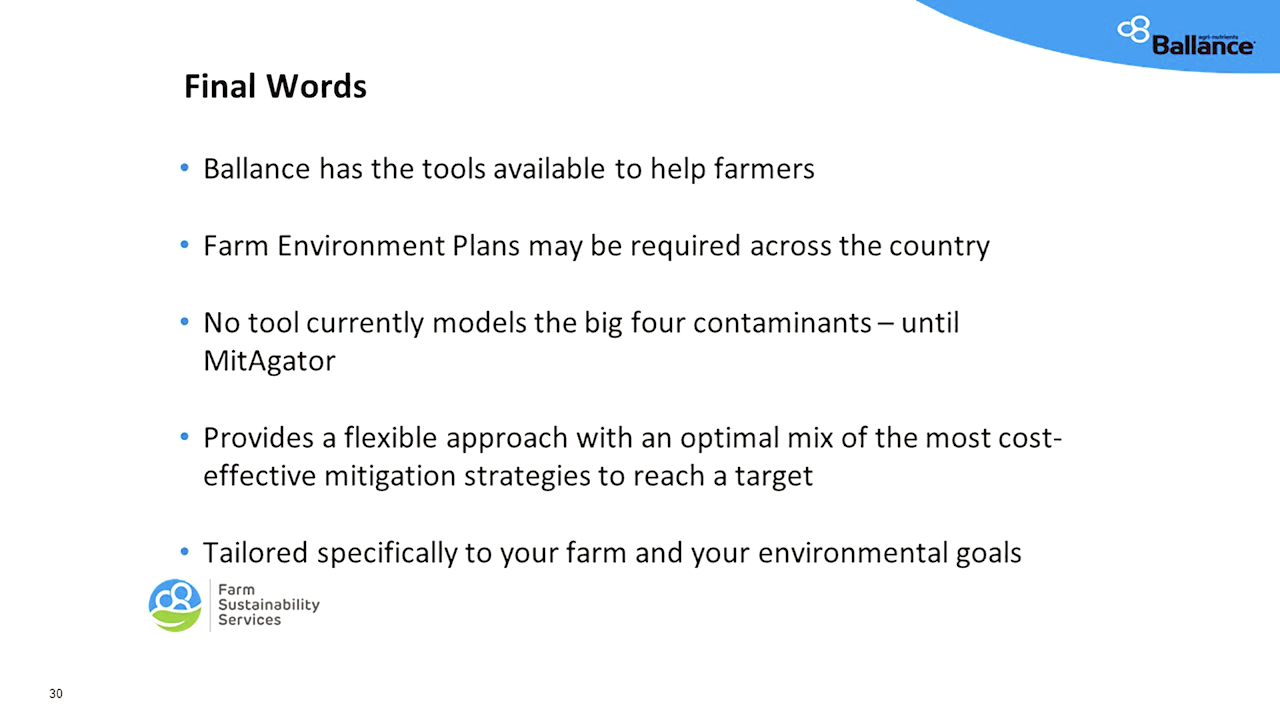 agri-nutrients
Ballance
Final Words
• Ballance has the tools available to help farmers
• Farm Environment Plans may be required across the country
• No tool currently models the big four contaminants – until
MitAgator
• Provides a flexible approach with an optimal mix of the most cost-
effective mitigation strategies to reach a target
• Tailored specifically to your farm and your environmental goals
Farm
Sustainability
Services
30